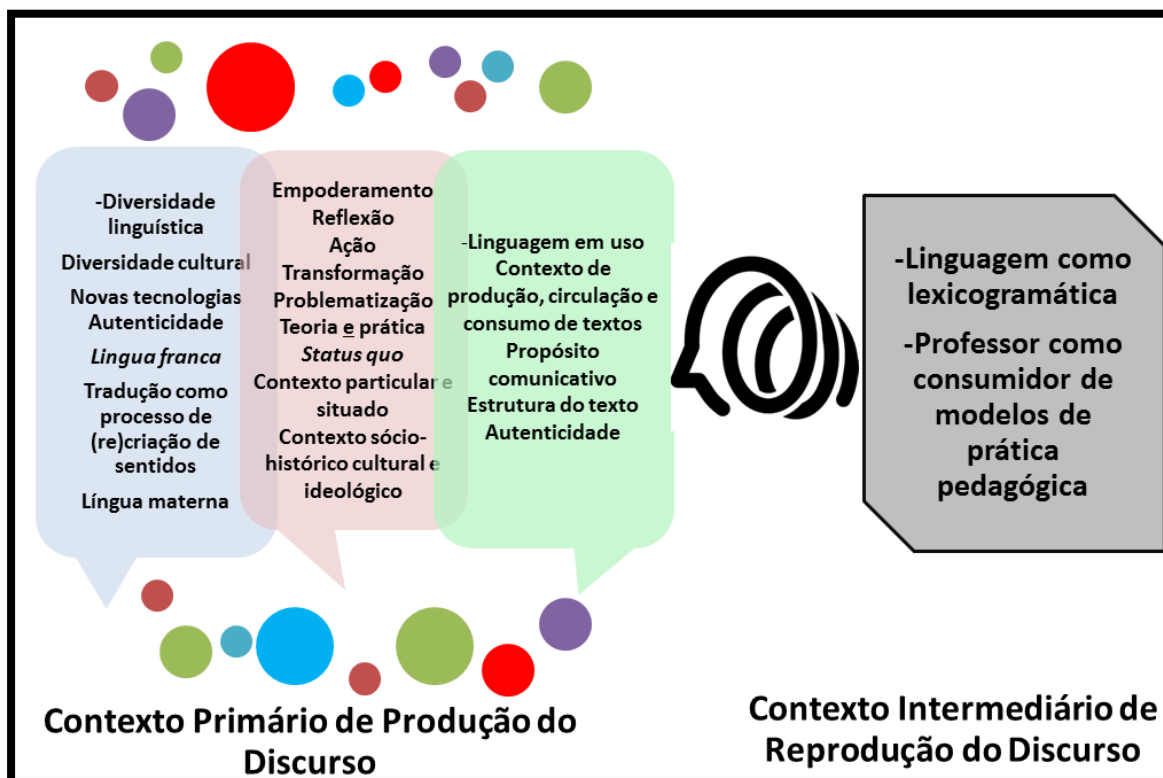 -Diversidade
linguística
Diversidade cultural
Novas tecnologias
Autenticidade
Lingua franca
Tradução como
processo de
(re)criação de
sentidos
Língua materna
Empoderamento
Reflexão
Ação
Transformação
Problematização
Teoria e prática
Status quo
Contexto particular e
situado
Contexto sócio-
histórico cultural e
ideológico
-Linguagem em uso
Contexto de
produção, circulação e
consumo de textos
Propósito
comunicativo
Estrutura do texto
Autenticidade
-Linguagem como
lexicogramática
-Professor como
consumidor de
modelos de
prática
pedagógica
Contexto Primário de Produção do
Discurso
Contexto Intermediário de
Reprodução do Discurso